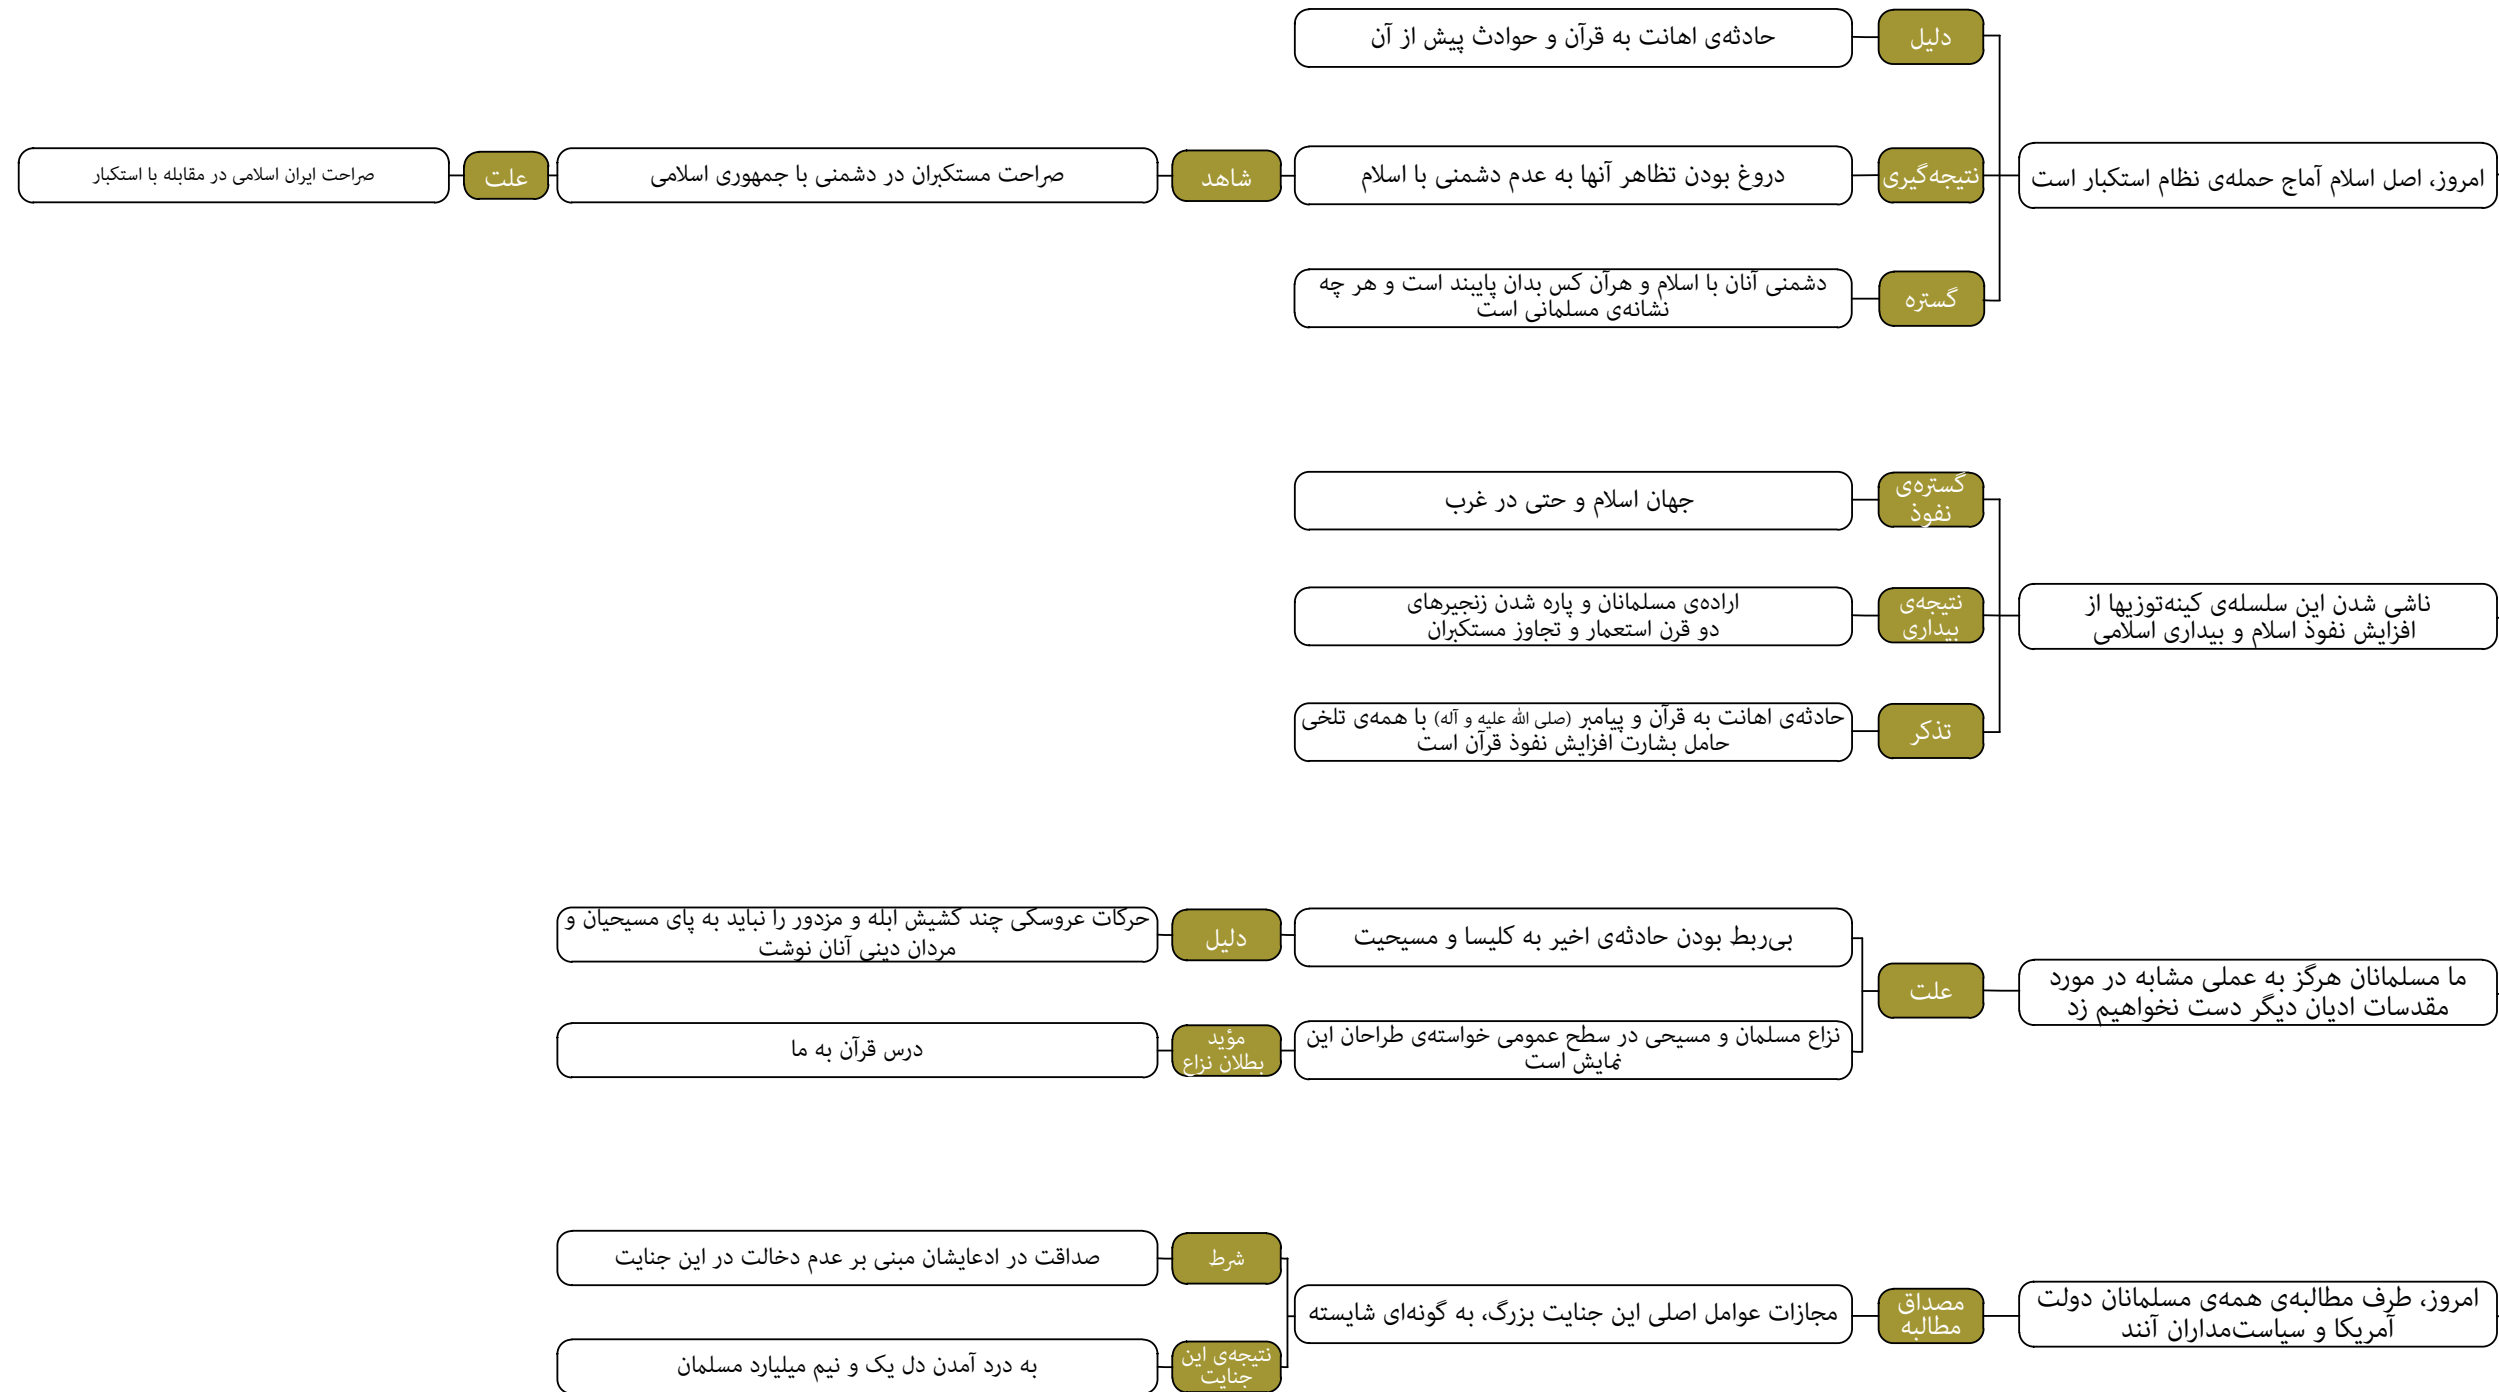 امروز، اصل اسلام آماج حمله‌ی نظام استکبار است
دلیل
حادثه‌ی اهانت به قرآن و حوادث پیش از آن
نتیجه‌گیری
دروغ بودن تظاهر آنها به عدم دشمنی با اسلام
شاهد
صراحت مستکبران در دشمنی با جمهوری اسلامی
علت
صراحت ایران اسلامی در مقابله با استکبار
گستره
دشمنی آنان با اسلام و هرآن کس بدان پایبند است و هر چه
نشانه‌ی مسلمانی است
ناشی شدن این سلسله‌ی کینه‌توزیها از
افزایش نفوذ اسلام و بیداری اسلامی
گستره‌ی
نفوذ
جهان اسلام و حتی در غرب
نتیجه‌ی
بیداری
اراده‌ی مسلمانان و پاره شدن زنجیرهای
دو قرن استعمار و تجاوز مستکبران
تذکر
حادثه‌ی اهانت به قرآن و پیامبر (صلی الله علیه و آله) با همه‌ی تلخی
حامل بشارت افزایش نفوذ قرآن است
ما مسلمانان هرگز به عملی مشابه در مورد
مقدسات ادیان دیگر دست نخواهیم زد
علت
بی‌ربط بودن حادثه‌ی اخیر به کلیسا و مسیحیت
دلیل
حرکات عروسکی چند کشیش ابله و مزدور را نباید به پای مسیحیان و
مردان دینی آنان نوشت
نزاع مسلمان و مسیحی در سطح عمومی خواسته‌ی طراحان این
نمایش است
مؤید
بطلان نزاع
درس قرآن به ما
امروز، طرف مطالبه‌ی همه‌ی مسلمانان دولت
آمریکا و سیاست‌مداران آنند
مصداق
مطالبه
مجازات عوامل اصلی این جنایت بزرگ، به گونه‌ای شایسته
شرط
صداقت در ادعایشان مبنی بر عدم دخالت در این جنایت
نتیجه‌ی این
جنایت
به درد آمدن دل یک و نیم میلیارد مسلمان